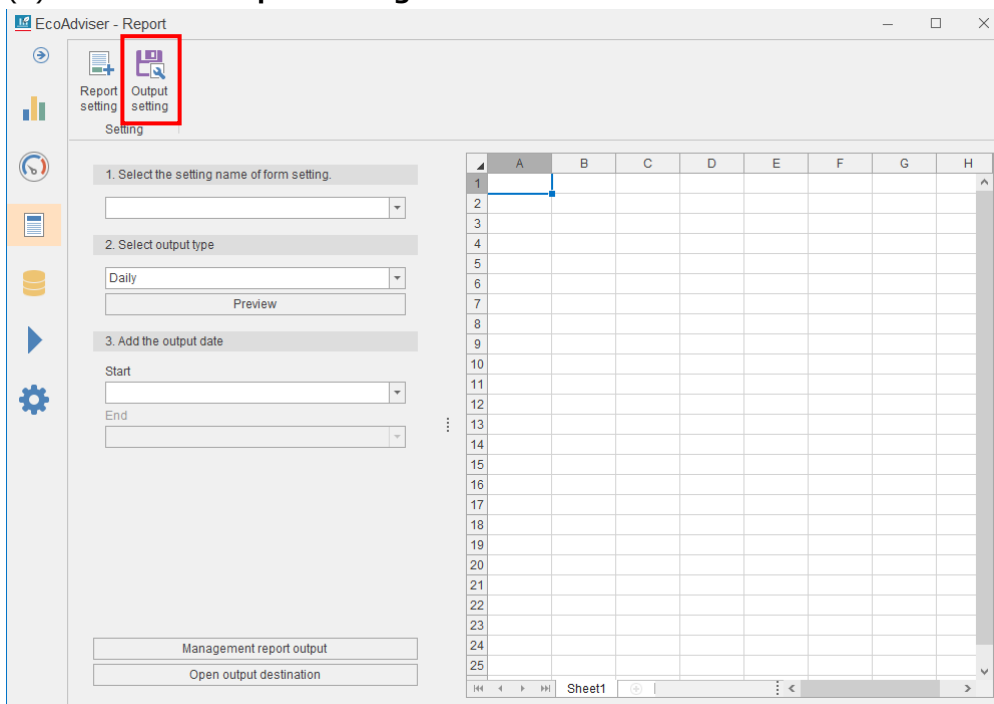 EcoAdviser - Report
Report setting
Output setting
Setting
1. Select the setting name of form setting.
2. Select output type
Daily
Preview
3. Add the output date
Start
End
Management report output
Open output destination
A B C D E F G H
1
2
3
4
5
6
7
8
9
10
11
12
13
14
15
16
17
18
19
20
21
22
23
24
25
Sheet1